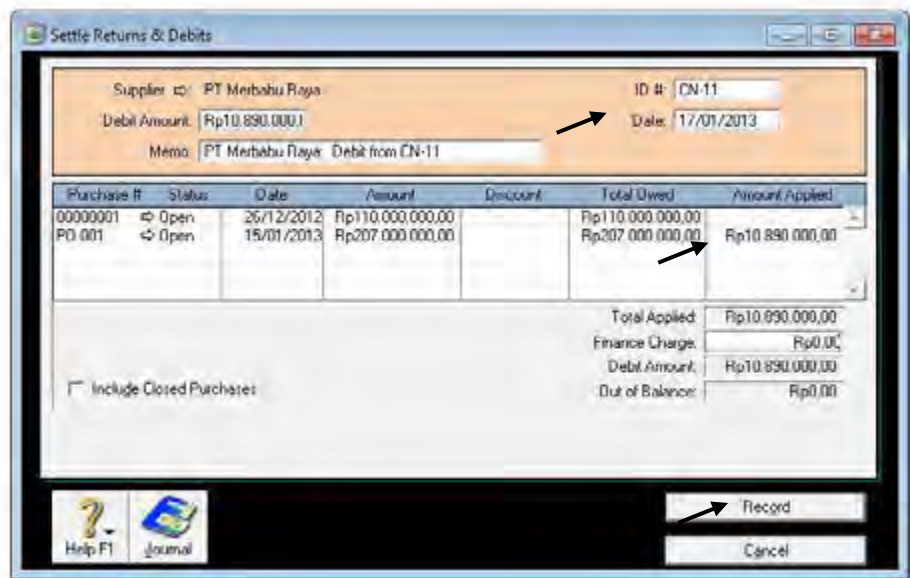 Settle Returns & Debits
Supplier ⇨: PT Merbabu Raya
ID #: CN-11
Debit Amount: Rp10.890.000,
Date: 17/01/2013
Memo: PT Merbabu Raya: Debit from CN-11
Purchase # Status Date Amount Discount Total Owed Amount Applied
00000001 ⇨ Open 26/12/2012 Rp110.000.000,00 Rp110.000.000,00
PO 001 ⇨ Open 15/01/2013 Rp207.000.000,00 Rp207.000.000,00 Rp10.890.000,00
Total Applied: Rp10.890.000,00
Finance Charge: Rp0,00
Debit Amount: Rp10.890.000,00
Include Closed Purchases
Out of Balance: Rp0,00
Help F1
Journal
Record
Cancel